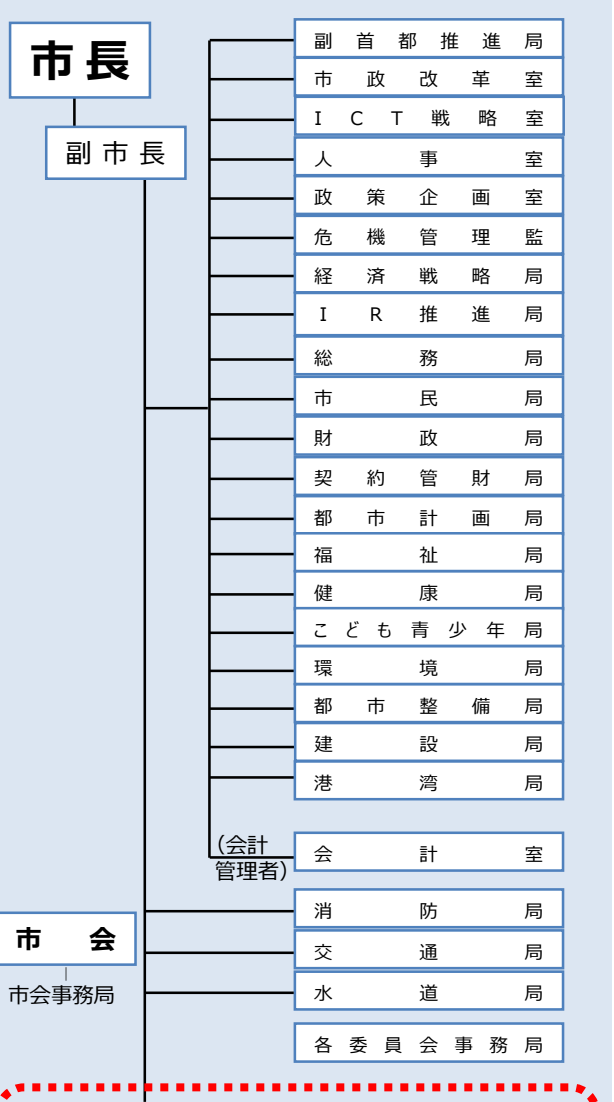 市長
副市長
副首都推進局
市政改革室
ICT戦略室
人事室
政策企画室
危機管理監
経済戦略局
IR推進局
総務局
市民局
財政局
契約管財局
都市計画局
福祉局
健康局
こども青少年局
環境局
都市整備局
建設局
港湾局
(会計
管理者)
会計室
消防局
市会
交通局
市会事務局
水道局
各委員会事務局